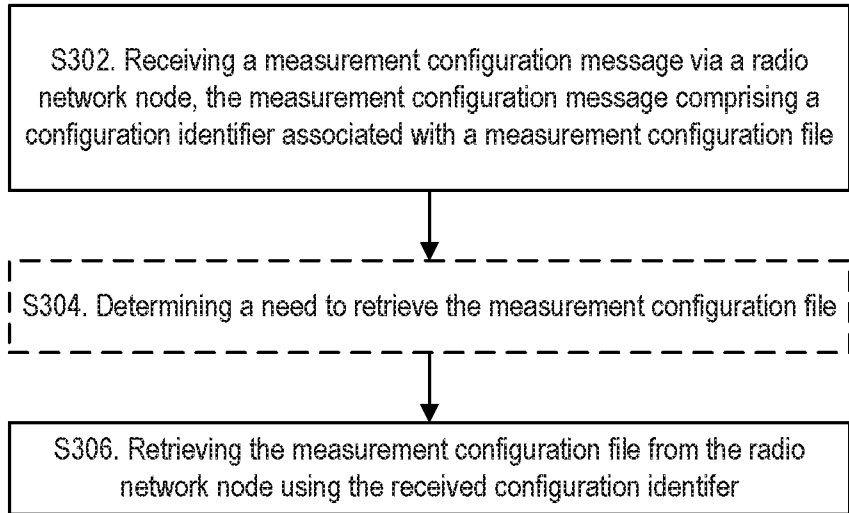 S302. Receiving a measurement configuration message via a radio
network node, the measurement configuration message comprising a
configuration identifier associated with a measurement configuration file
S304. Determining a need to retrieve the measurement configuration file
S306. Retrieving the measurement configuration file from the radio
network node using the received configuration identifer